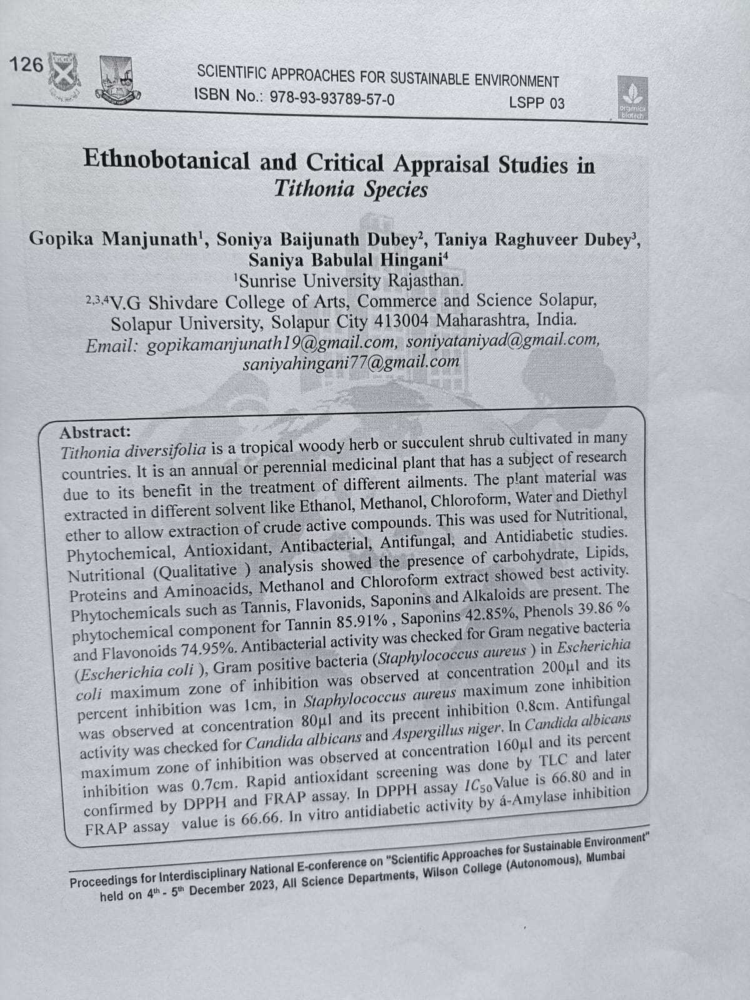 126
SCIENTIFIC APPROACHES FOR SUSTAINABLE ENVIRONMENT
ISBN No.: 978-93-93789-57-0
LSPP 03
organica
biotech
Ethnobotanical and Critical Appraisal Studies in
Tithonia Species
Gopika Manjunath¹, Soniya Baijunath Dubey², Taniya Raghuveer Dubey³,
Saniya Babulal Hingani⁴
¹Sunrise University Rajasthan.
²,³,⁴V.G Shivdare College of Arts, Commerce and Science Solapur,
Solapur University, Solapur City 413004 Maharashtra, India.
Email: gopikamanjunath19@gmail.com, soniyataniyad@gmail.com,
saniyahingani77@gmail.com
Abstract:
Tithonia diversifolia is a tropical woody herb or succulent shrub cultivated in many
countries. It is an annual or perennial medicinal plant that has a subject of research
due to its benefit in the treatment of different ailments. The plant material was
extracted in different solvent like Ethanol, Methanol, Chloroform, Water and Diethyl
ether to allow extraction of crude active compounds. This was used for Nutritional,
Phytochemical, Antioxidant, Antibacterial, Antifungal, and Antidiabetic studies.
Nutritional (Qualitative ) analysis showed the presence of carbohydrate, Lipids,
Proteins and Aminoacids, Methanol and Chloroform extract showed best activity.
Phytochemicals such as Tannis, Flavonids, Saponins and Alkaloids are present. The
phytochemical component for Tannin 85.91% , Saponins 42.85%, Phenols 39.86 %
and Flavonoids 74.95%. Antibacterial activity was checked for Gram negative bacteria
(Escherichia coli ), Gram positive bacteria (Staphylococcus aureus ) in Escherichia
coli maximum zone of inhibition was observed at concentration 200µl and its
percent inhibition was 1cm, in Staphylococcus aureus maximum zone inhibition
was observed at concentration 80µl and its precent inhibition 0.8cm. Antifungal
activity was checked for Candida albicans and Aspergillus niger. In Candida albicans
maximum zone of inhibition was observed at concentration 160µl and its percent
inhibition was 0.7cm. Rapid antioxidant screening was done by TLC and later
confirmed by DPPH and FRAP assay. In DPPH assay IC₅₀ Value is 66.80 and in
FRAP assay value is 66.66. In vitro antidiabetic activity by á-Amylase inhibition
Proceedings for Interdisciplinary National E-conference on "Scientific Approaches for Sustainable Environment"
held on 4th - 5th December 2023, All Science Departments, Wilson College (Autonomous), Mumbai